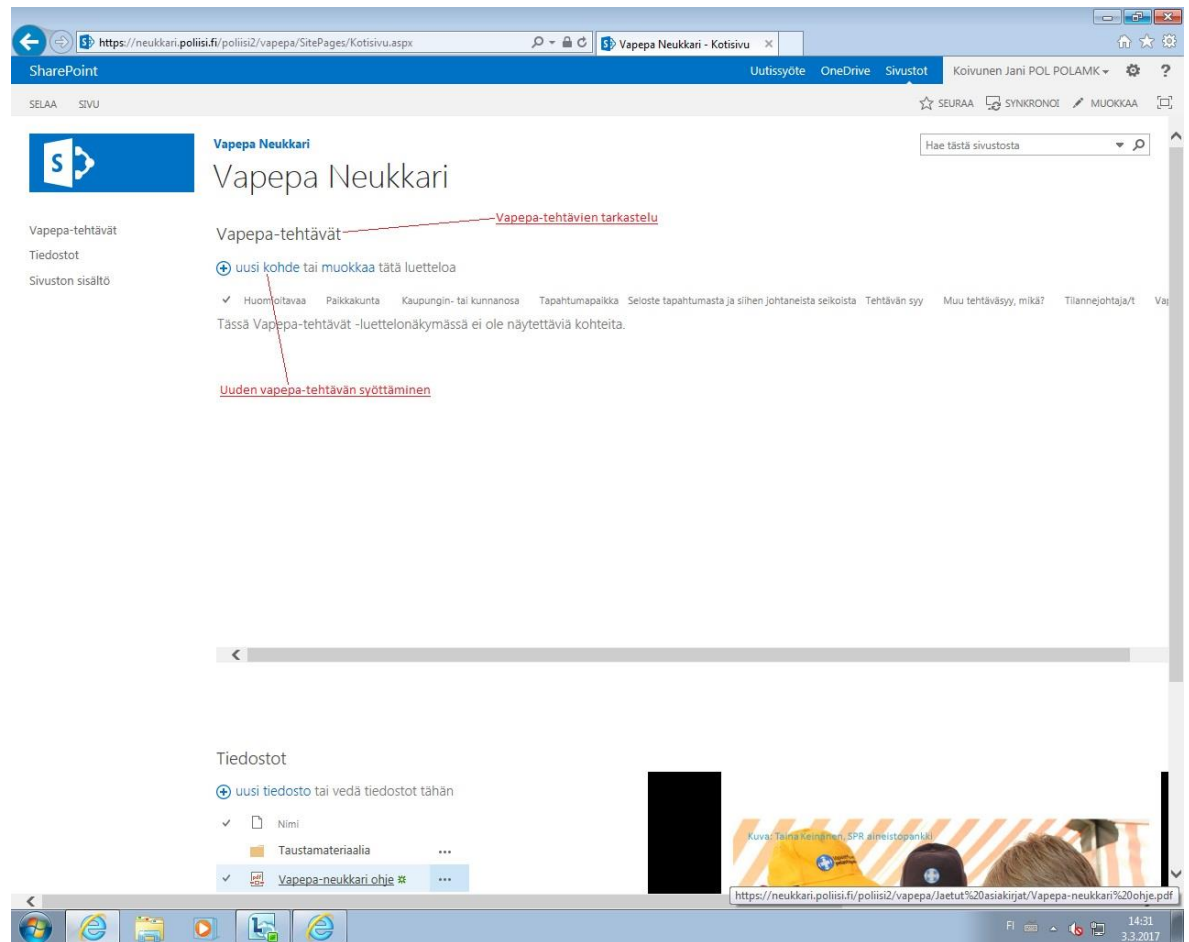 https://neukkari.poliisi.fi/poliisi2/vapepa/SitePages/Kotisivu.aspx
Vapepa Neukkari - Kotisivu
SharePoint
Uutissyöte OneDrive Sivustot Koivunen Jani POL POLAMK
SELAA SIVU
SEURAA SYNKRONOI MUOKKAA
S
Vapepa Neukkari
Hae tästä sivustosta
Vapepa Neukkari
Vapepa-tehtävien tarkastelu
Vapepa-tehtävät
Tiedostot
Sivuston sisältö
Vapepa-tehtävät
uusi kohde tai muokkaa tätä luetteloa
Huomioitavaa Paikkakunta Kaupungin- tai kunnanosa Tapahtumapaikka Seloste tapahtumasta ja siihen johtaneista seikoista Tehtävän syy Muu tehtäväsyy, mikä? Tilannejohtaja/t Vap
Tässä Vapepa-tehtävät -luettelonäkymässä ei ole näytettäviä kohteita.
Uuden vapepa-tehtävän syöttäminen
Tiedostot
uusi tiedosto tai vedä tiedostot tähän
Nimi
Taustamateriaalia ...
Vapepa-neukkari ohje ...
Kuva: Taina Keinänen, SPR aineistopankki
https://neukkari.poliisi.fi/poliisi2/vapepa/Jaetut%20asiakirjat/Vapepa-neukkari%20ohje.pdf
FI
14:31
3.3.2017